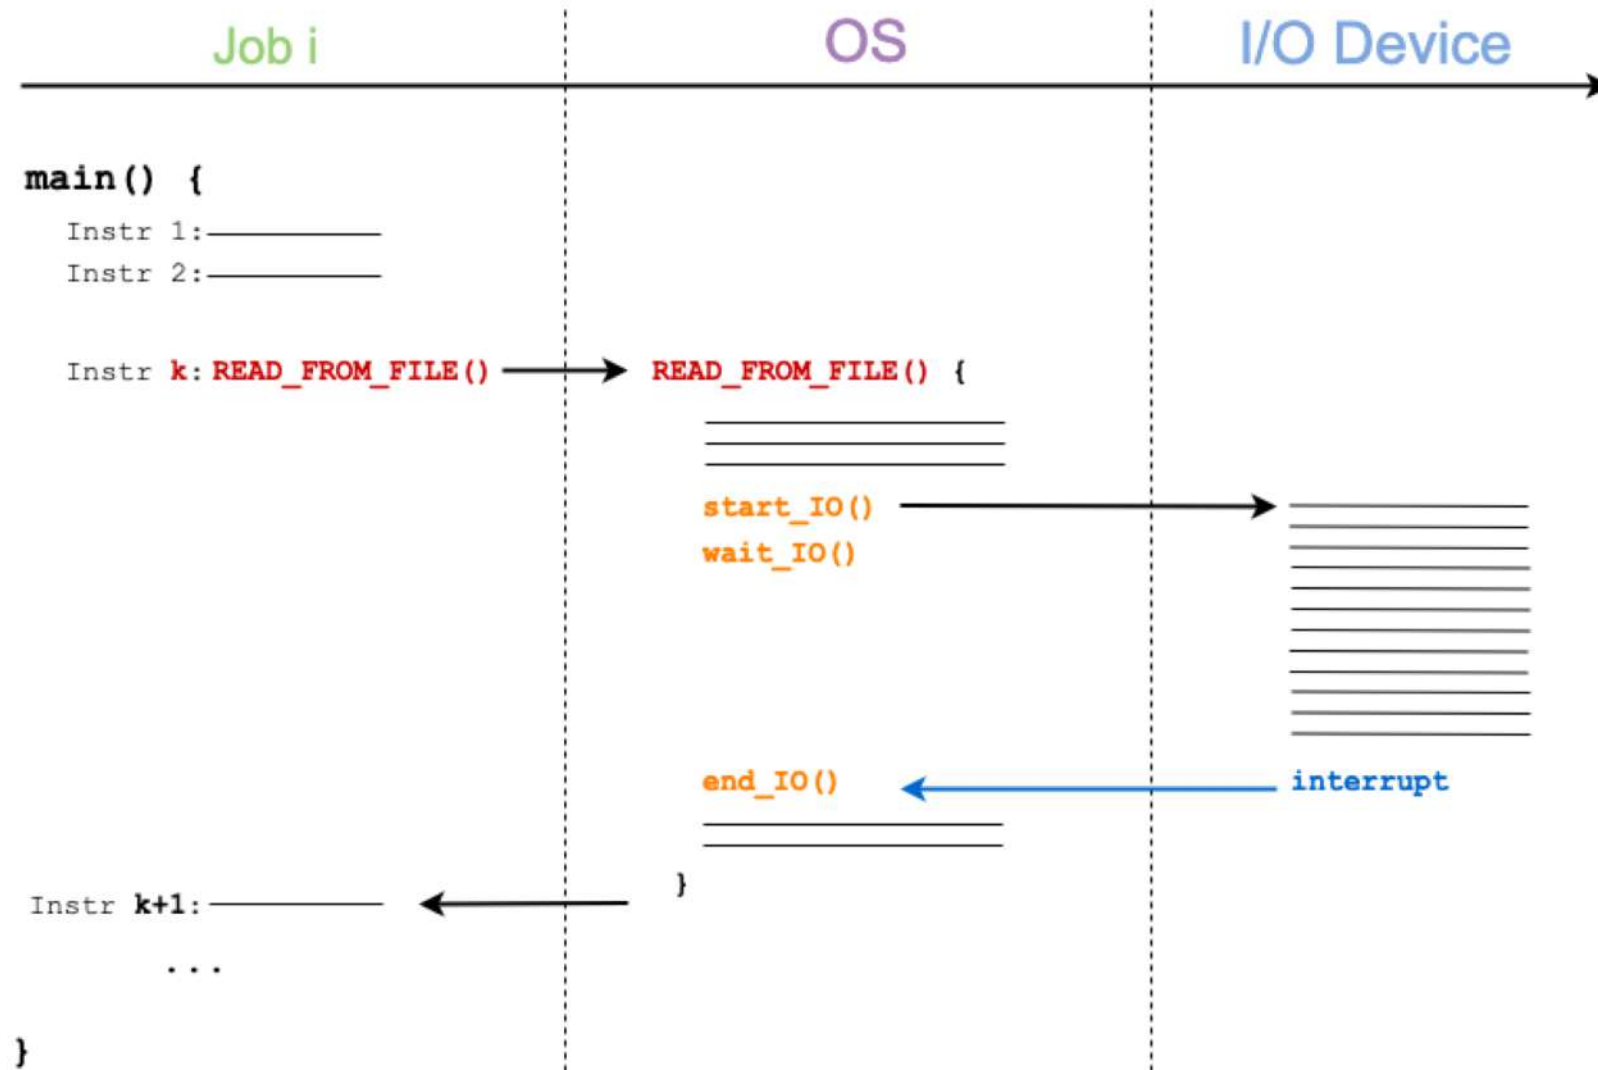 Job i OS I/O Device
main() {
Instr 1:
Instr 2:
Instr k: READ_FROM_FILE() READ_FROM_FILE() {
start_IO()
wait_IO()
end_IO() interrupt
}
Instr k+1:
...
}